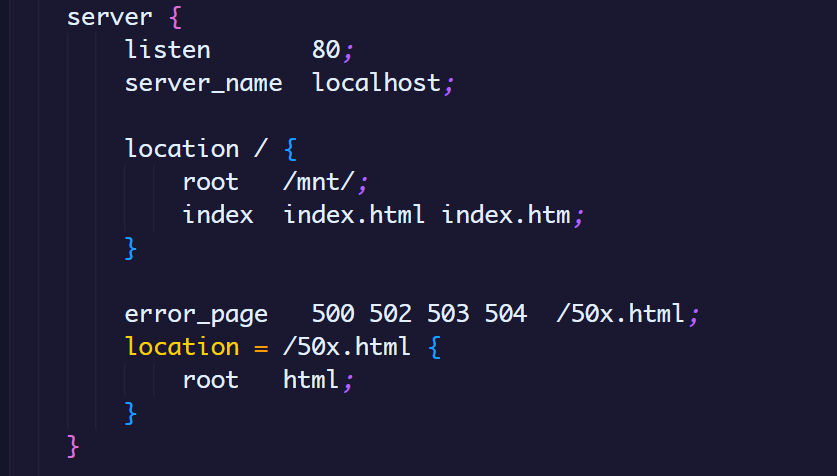 server {
listen       80;
server_name  localhost;
location / {
root   /mnt/;
index  index.html index.htm;
}
error_page   500 502 503 504  /50x.html;
location = /50x.html {
root   html;
}
}